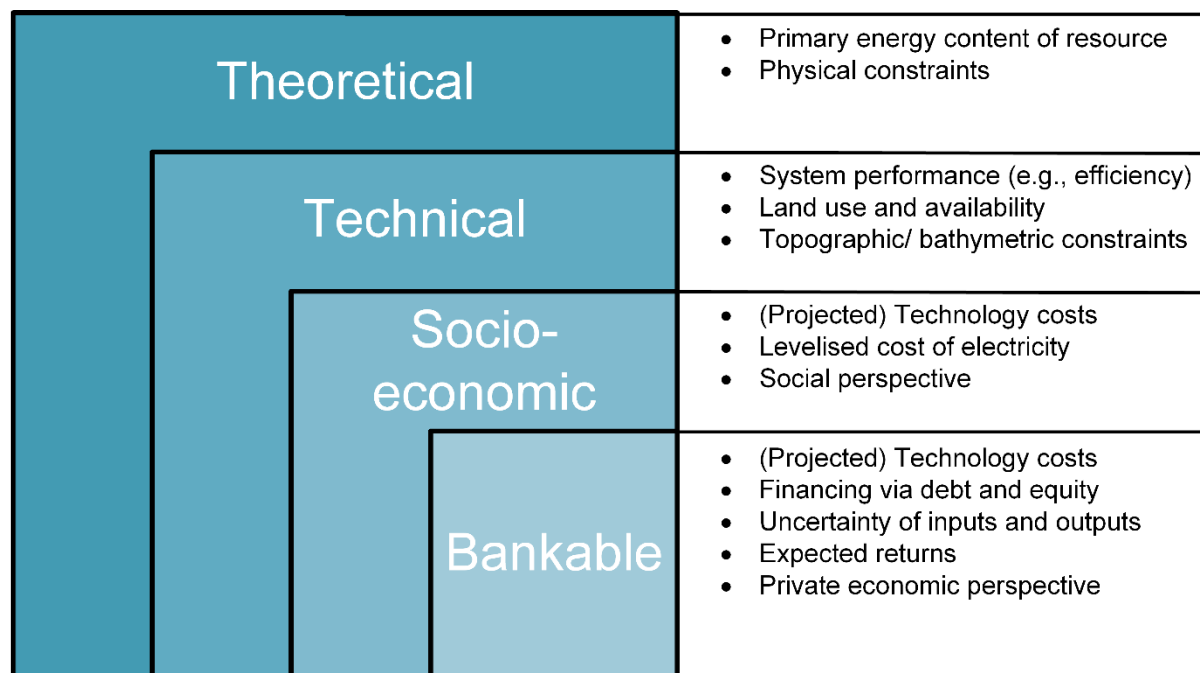 Theoretical
• Primary energy content of resource
• Physical constraints
Technical
• System performance (e.g., efficiency)
• Land use and availability
• Topographic/ bathymetric constraints
Socio-
economic
• (Projected) Technology costs
• Levelised cost of electricity
• Social perspective
Bankable
• (Projected) Technology costs
• Financing via debt and equity
• Uncertainty of inputs and outputs
• Expected returns
• Private economic perspective